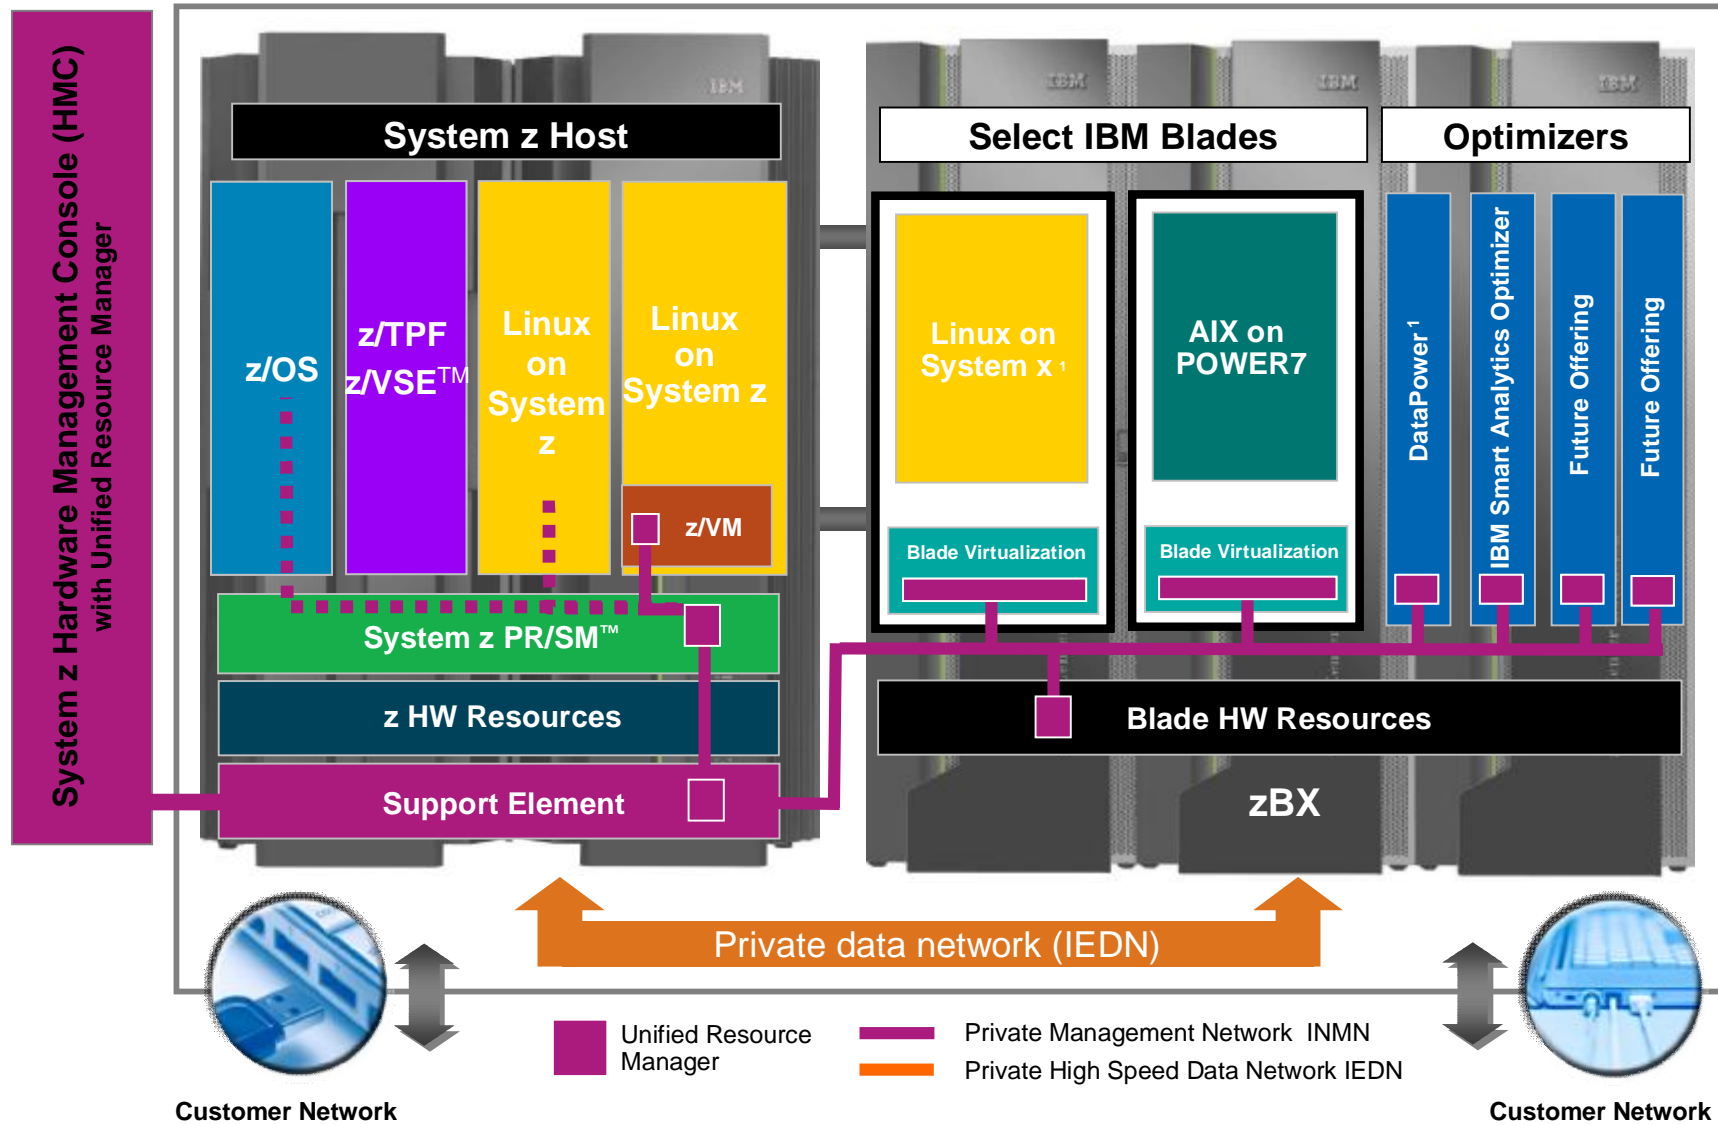 System z Hardware Management Console (HMC)
with Unified Resource Manager
IBM
IBM
IBM
IBM
System z Host
Select IBM Blades
Optimizers
z/OS
z/TPF
z/VSE™
Linux
on
System
z
Linux
on
System z
z/VM
Linux on
System x 1
AIX on
POWER7
Blade Virtualization
Blade Virtualization
DataPower 1
IBM Smart Analytics Optimizer
Future Offering
Future Offering
System z PR/SM™
z HW Resources
Blade HW Resources
Support Element
zBX
Private data network (IEDN)
Unified Resource
Manager
Private Management Network INMN
Private High Speed Data Network IEDN
Customer Network
Customer Network